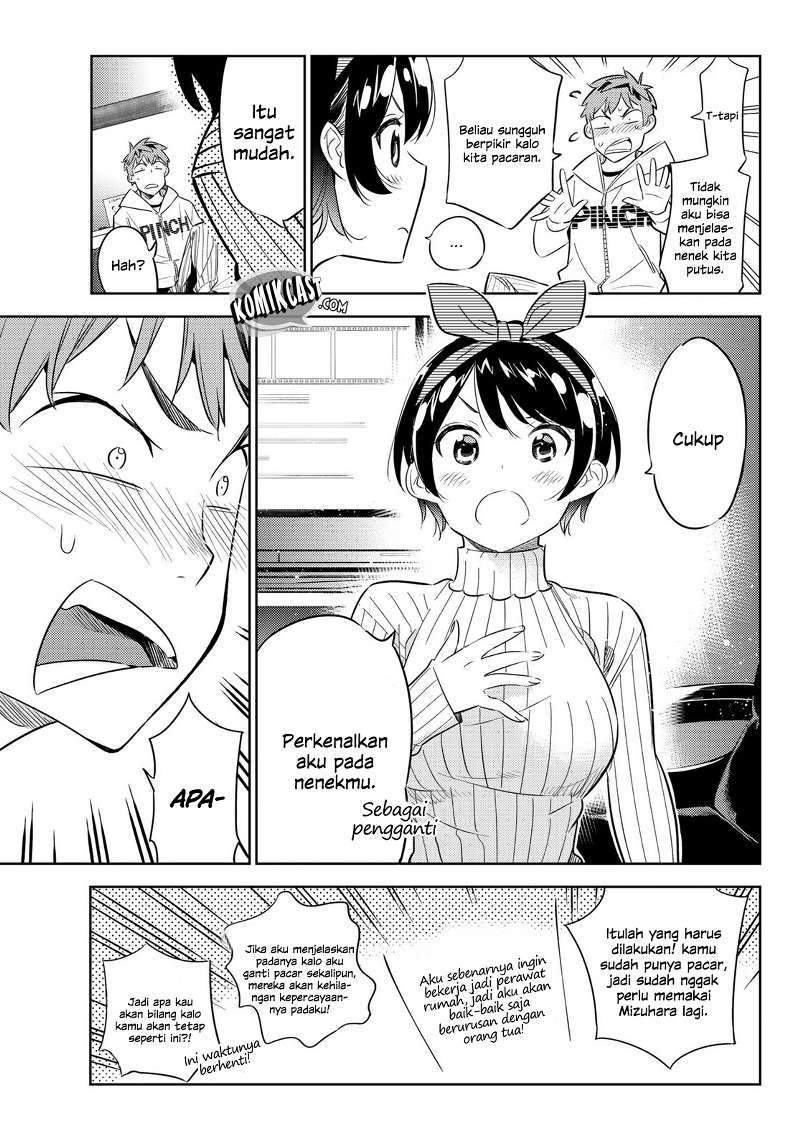 T-tapi
Tidak
mungkin
aku bisa
menjelas-
kan pada
nenek kita
putus.
Beliau sungguh
berpikir kalo
kita pacaran.
...
PINCH
Itu
sangat
mudah.
Hah?
PINCH
KOMIKCAST
.COM
Cukup
Perkenalkan
aku pada
nenekmu.
Sebagai
pengganti
APA-
Itulah yang harus
dilakukan! kamu
sudah punya pacar,
jadi sudah nggak
perlu memakai
Mizuhara lagi.
Aku sebenarnya ingin
bekerja jadi perawat
rumah, jadi aku akan
baik-baik saja
berurusan dengan
orang tua!
Jika aku menjelaskan
padanya kalo aku
ganti pacar sekalipun,
mereka akan kehila-
ngan kepercayaan-
nya padaku!
Jadi apa kau
akan bilang kalo
kamu akan tetap
seperti ini?!
Ini waktunya
berhenti!